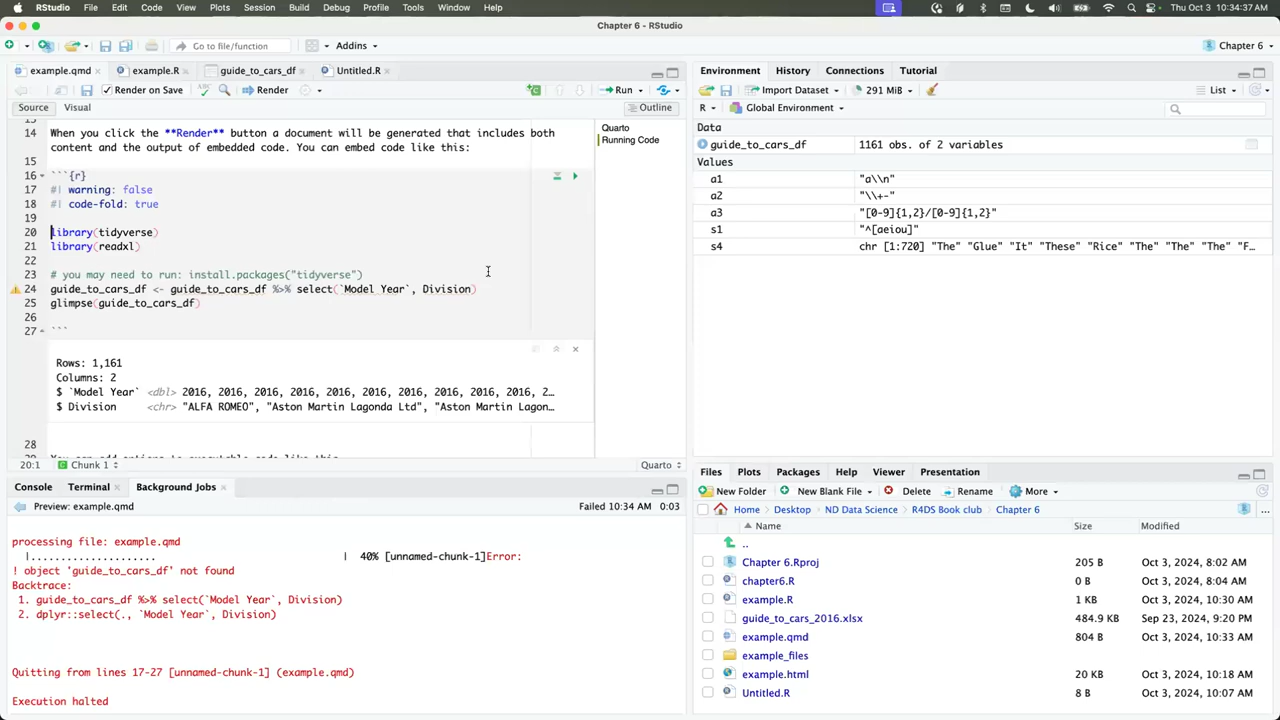 RStudio File Edit Code View Plots Session Build Debug Profile Tools Window Help Thu Oct 3 10:34:37 AM
Chapter 6 - RStudio
Go to file/function Addins Chapter 6
example.qmd example.R guide_to_cars_df Untitled.R
Render on Save Render Run
Source Visual Outline
13
14 When you click the **Render** button a document will be generated that includes both
content and the output of embedded code. You can embed code like this:
15
16 ```{r}
17 #| warning: false
18 #| code-fold: true
19
20 library(tidyverse)
21 library(readxl)
22
23 # you may need to run: install.packages("tidyverse")
24 guide_to_cars_df <- guide_to_cars_df %>% select(`Model Year`, Division)
25 glimpse(guide_to_cars_df)
26
27 ```
Rows: 1,161
Columns: 2
$ `Model Year` <dbl> 2016, 2016, 2016, 2016, 2016, 2016, 2016, 2016, 2016, 2016, 2…
$ Division <chr> "ALFA ROMEO", "Aston Martin Lagonda Ltd", "Aston Martin Lagon…
28
Quarto
Running Code
20:1 Chunk 1 Quarto
Console Terminal Background Jobs
Preview: example.qmd Failed 10:34 AM 0:03
processing file: example.qmd
|..................... | 40% [unnamed-chunk-1]Error:
! object 'guide_to_cars_df' not found
Backtrace:
1. guide_to_cars_df %>% select(`Model Year`, Division)
2. dplyr::select(., `Model Year`, Division)
Quitting from lines 17-27 [unnamed-chunk-1] (example.qmd)
Execution halted
Environment History Connections Tutorial
Import Dataset 291 MiB List
R Global Environment
Data
guide_to_cars_df 1161 obs. of 2 variables
Values
a1 "a\\n"
a2 "\\+-"
a3 "[0-9]{1,2}/[0-9]{1,2}"
s1 "^[aeiou]"
s4 chr [1:720] "The" "Glue" "It" "These" "Rice" "The" "The" "The" "F…
Files Plots Packages Help Viewer Presentation
New Folder New Blank File Delete Rename More
Home Desktop ND Data Science R4DS Book club Chapter 6 ...
Name Size Modified
..
Chapter 6.Rproj 205 B Oct 3, 2024, 8:02 AM
chapter6.R 0 B Oct 3, 2024, 8:04 AM
example.R 1 KB Oct 3, 2024, 10:30 AM
guide_to_cars_2016.xlsx 484.9 KB Sep 23, 2024, 9:20 PM
example.qmd 804 B Oct 3, 2024, 10:33 AM
example_files
example.html 20 KB Oct 3, 2024, 10:18 AM
Untitled.R 8 B Oct 3, 2024, 10:07 AM